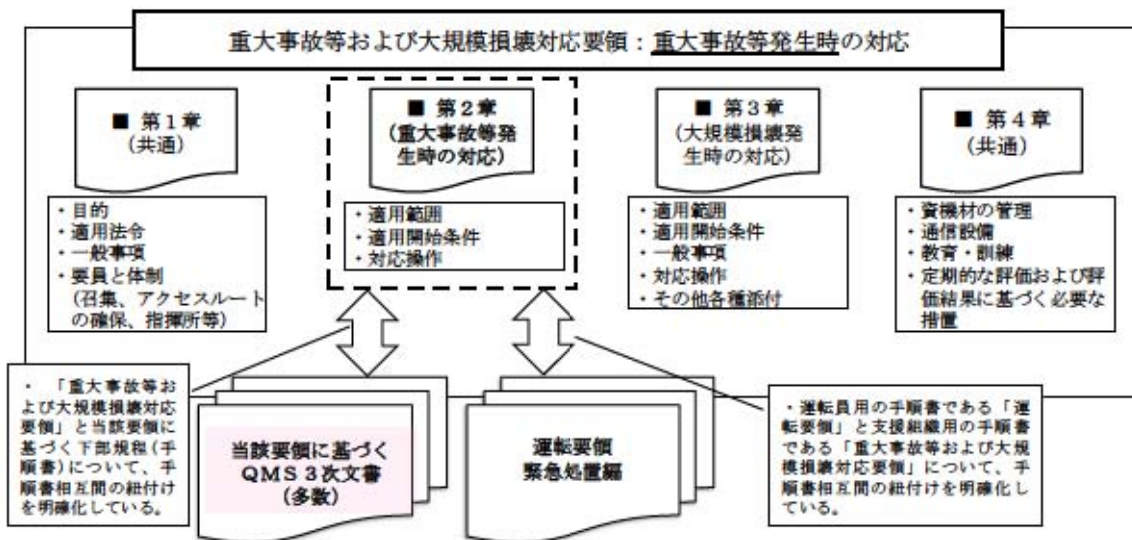 重大事故等および大規模損壊対応要領：重大事故等発生時の対応
■ 第１章
(共通)
・目的
・適用法令
・一般事項
・要員と体制
(召集、アクセスルート
の確保、指揮所等)
■ 第２章
(重大事故等発
生時の対応)
・適用範囲
・適用開始条件
・対応操作
■ 第３章
(大規模損壊発
生時の対応)
・適用範囲
・適用開始条件
・一般事項
・対応操作
・その他各種添付
■ 第４章
(共通)
・資機材の管理
・通信設備
・教育・訓練
・定期的な評価および評
価結果に基づく必要な
措置
・「重大事故等お
よび大規模損壊対応
要領」と当該要領に
基づく下部規程(手
順書)について、手
順書相互間の紐付け
を明確化している。
当該要領に基づく
ＱＭＳ３次文書
(多数)
運転要領
緊急処置編
・運転員用の手順書である「運
転要領」と支援組織用の手順書
である「重大事故等および大規
模損壊対応要領」について、手
順書相互間の紐付けを明確化し
ている。